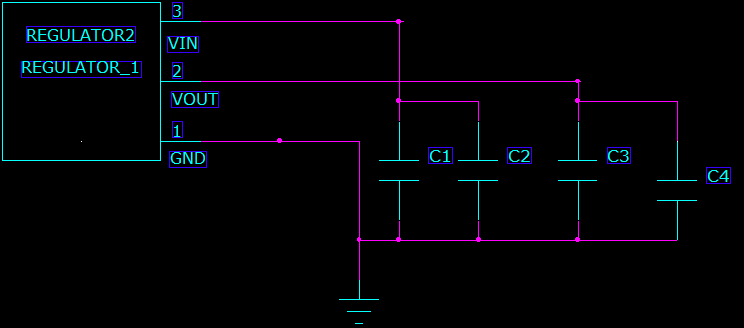 3
REGULATOR2
VIN
REGULATOR_1
2
VOUT
1
GND
C1
C2
C3
C4